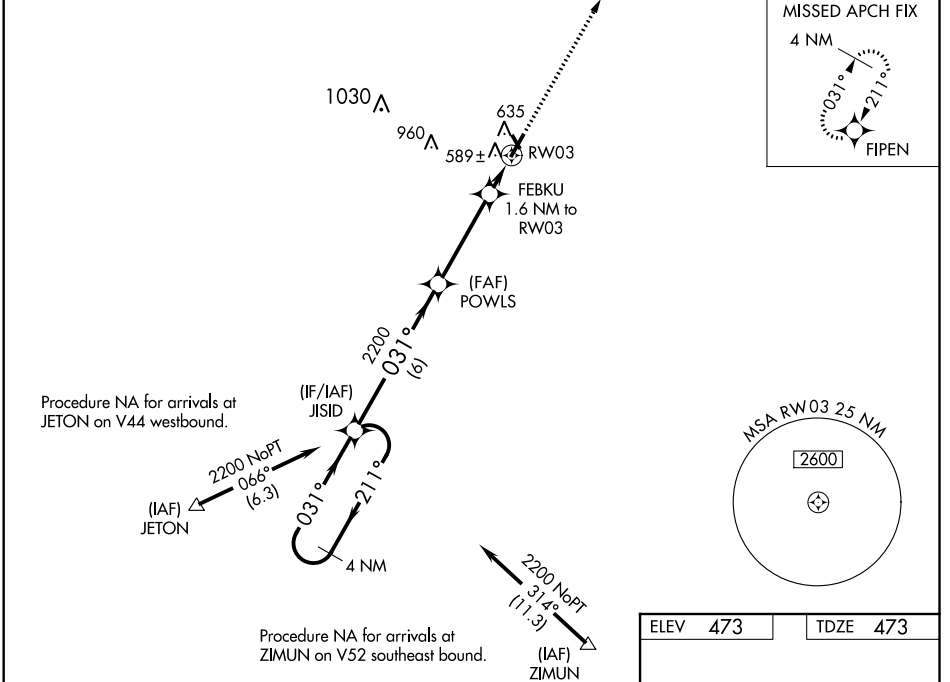 MISSED APCH FIX
4 NM
031°
211°
FIPEN
1030
960
635
589±
RW03
FEBKU
1.6 NM to
RW03
(FAF)
POWLS
2200
031°
(6)
(IF/IAF)
JISID
Procedure NA for arrivals at
JETON on V44 westbound.
2200 NoPT
066°
(6.3)
(IAF)
JETON
031°
211°
4 NM
MSA RW03 25 NM
2600
2200 NoPT
314°
(11.3)
(IAF)
ZIMUN
Procedure NA for arrivals at
ZIMUN on V52 southeast bound.
ELEV 473
TDZE 473